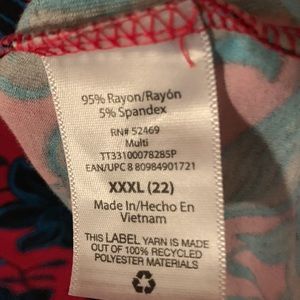 95% Rayon/Rayón
5% Spandex
RN# 52469
Multi
TT33100078285P
EAN/UPC 8 80984901721
XXXL (22)
Made In/Hecho En
Vietnam
THIS LABEL YARN IS MADE
OUT OF 100% RECYCLED
POLYESTER MATERIALS